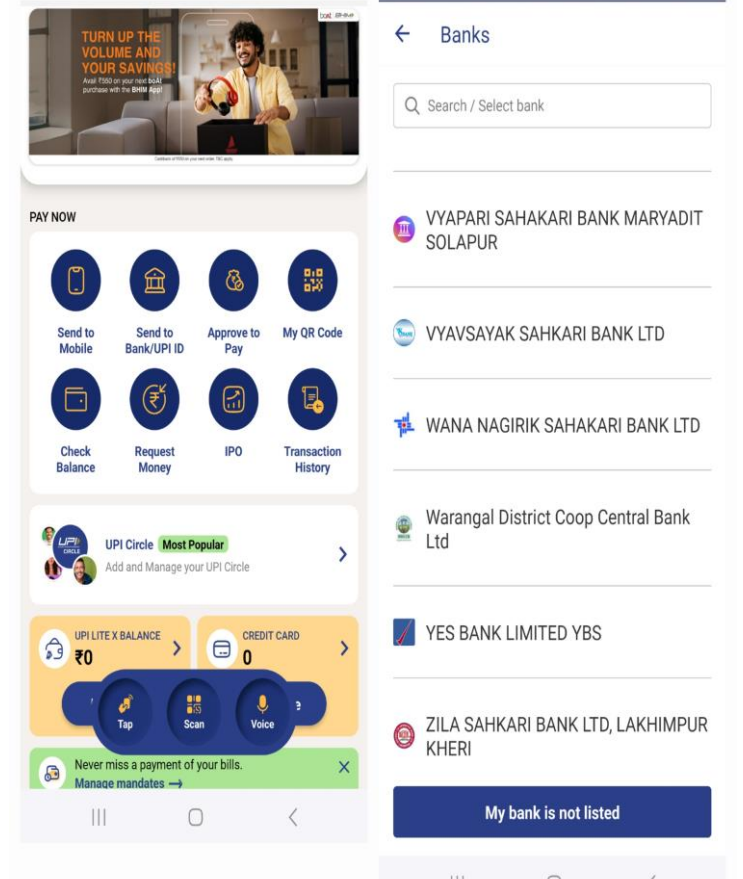 boAt BHIM
TURN UP THE
VOLUME AND
YOUR SAVINGS!
Avail ₹550 on your next boAt
purchase with the BHIM App!
PAY NOW
Send to
Mobile
Send to
Bank/UPI ID
Approve to
Pay
My QR Code
Check
Balance
Request
Money
IPO
Transaction
History
UPI
CIRCLE
UPI Circle Most Popular
Add and Manage your UPI Circle
UPI LITE X BALANCE
₹0
CREDIT CARD
0
Tap
Scan
Voice
e
Never miss a payment of your bills.
Manage mandates →
Banks
Search / Select bank
VYAPARI SAHAKARI BANK MARYADIT
SOLAPUR
VYAVSAYAK SAHKARI BANK LTD
WANA NAGIRIK SAHAKARI BANK LTD
Warangal District Coop Central Bank
Ltd
YES BANK LIMITED YBS
ZILA SAHKARI BANK LTD, LAKHIMPUR
KHERI
My bank is not listed